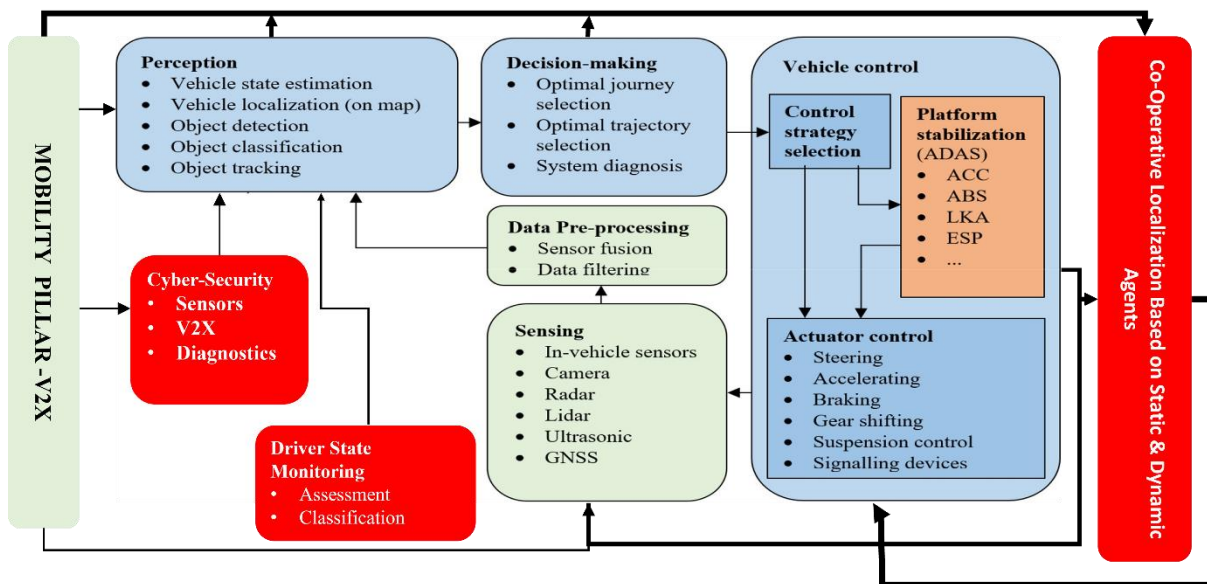 MOBILITY PILLAR -V2X
Perception
• Vehicle state estimation
• Vehicle localization (on map)
• Object detection
• Object classification
• Object tracking
Decision-making
• Optimal journey
selection
• Optimal trajectory
selection
• System diagnosis
Vehicle control
Control
strategy
selection
Platform
stabilization
(ADAS)
• ACC
• ABS
• LKA
• ESP
• ...
Data Pre-processing
• Sensor fusion
• Data filtering
Cyber-Security
• Sensors
• V2X
• Diagnostics
Sensing
• In-vehicle sensors
• Camera
• Radar
• Lidar
• Ultrasonic
• GNSS
Actuator control
• Steering
• Accelerating
• Braking
• Gear shifting
• Suspension control
• Signalling devices
Driver State
Monitoring
• Assessment
• Classification
Co-Operative Localization Based on Static & Dynamic
Agents